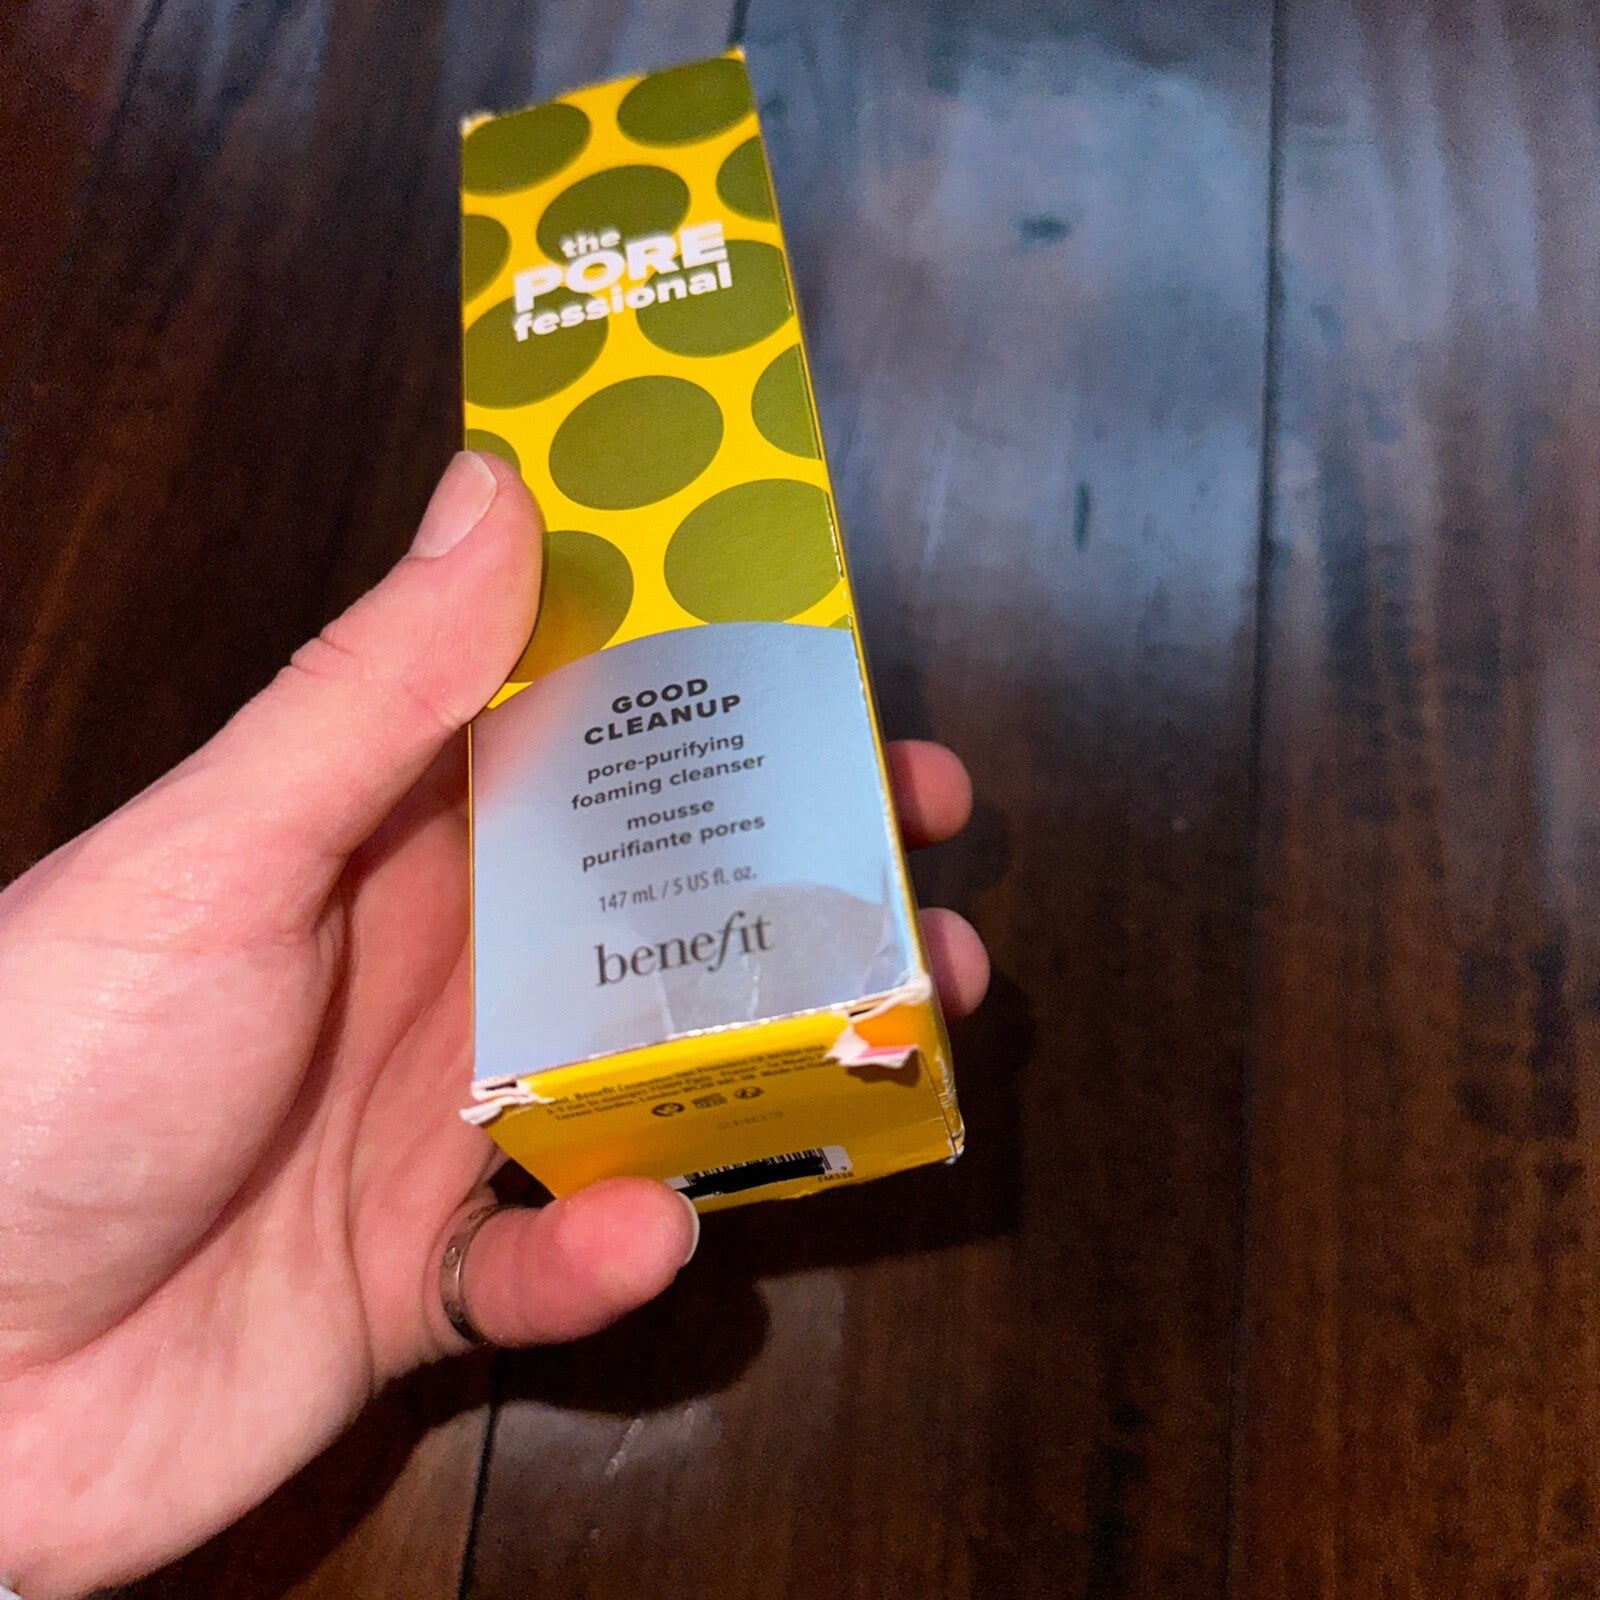 the
PORE
fessional
GOOD
CLEANUP
pore-purifying
foaming cleanser
mousse
purifiante pores
147 mL / 5 US fl. oz.
benefit